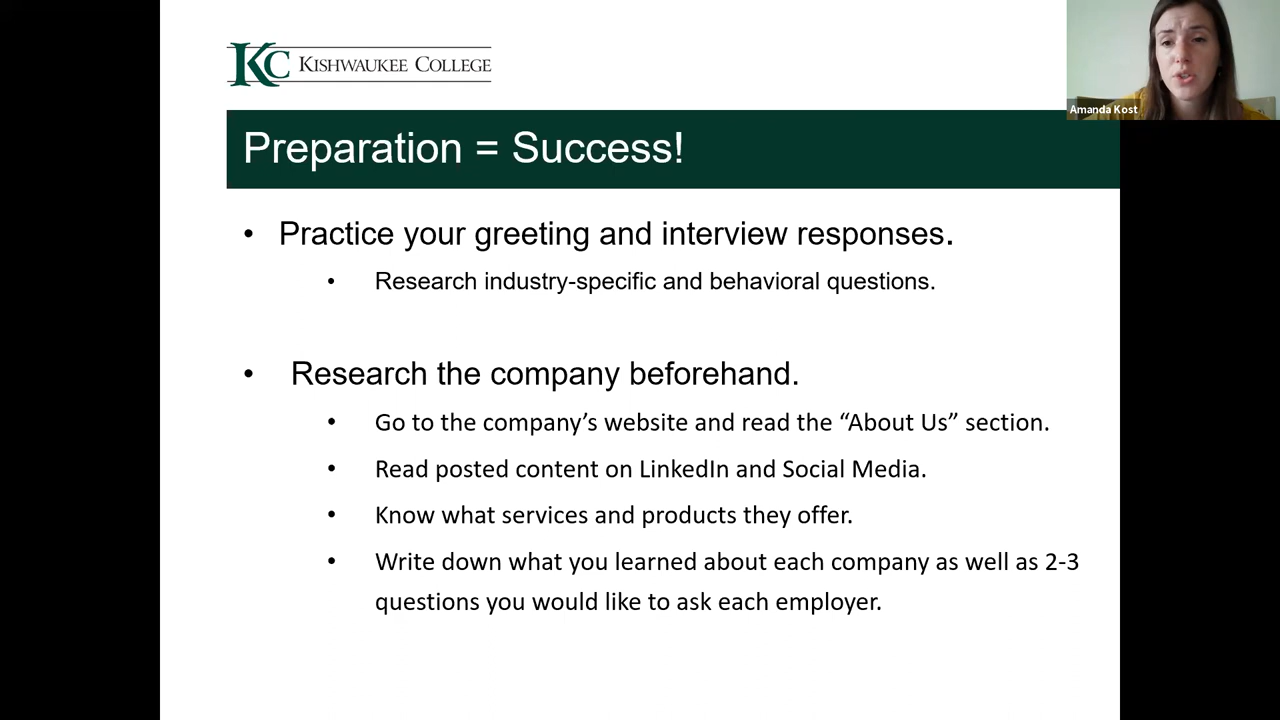 KC KISHWAUKEE COLLEGE
Amanda Kost
Preparation = Success!
• Practice your greeting and interview responses.
• Research industry-specific and behavioral questions.
• Research the company beforehand.
• Go to the company’s website and read the “About Us” section.
• Read posted content on LinkedIn and Social Media.
• Know what services and products they offer.
• Write down what you learned about each company as well as 2-3
questions you would like to ask each employer.